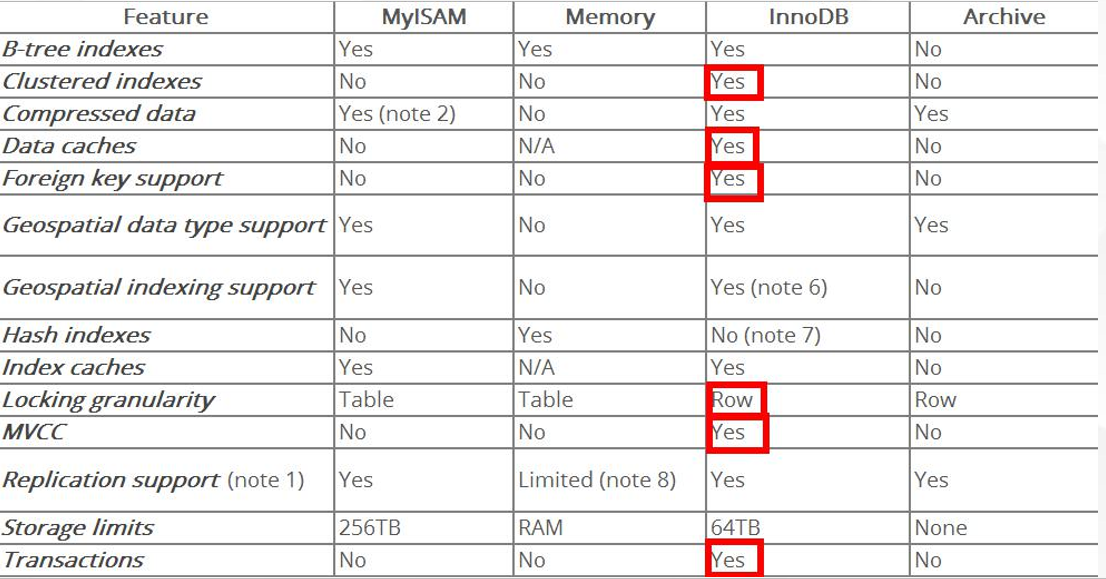 Feature MyISAM Memory InnoDB Archive
B-tree indexes Yes Yes Yes No
Clustered indexes No No Yes No
Compressed data Yes (note 2) No Yes Yes
Data caches No N/A Yes No
Foreign key support No No Yes No
Geospatial data type support Yes No Yes Yes
Geospatial indexing support Yes No Yes (note 6) No
Hash indexes No Yes No (note 7) No
Index caches Yes N/A Yes No
Locking granularity Table Table Row Row
MVCC No No Yes No
Replication support (note 1) Yes Limited (note 8) Yes Yes
Storage limits 256TB RAM 64TB None
Transactions No No Yes No